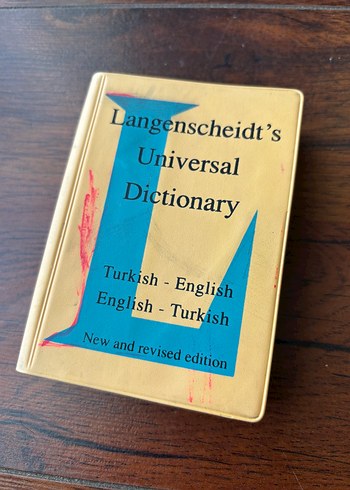 Langenscheidt's
Universal
Dictionary
Turkish - English
English - Turkish
New and revised edition